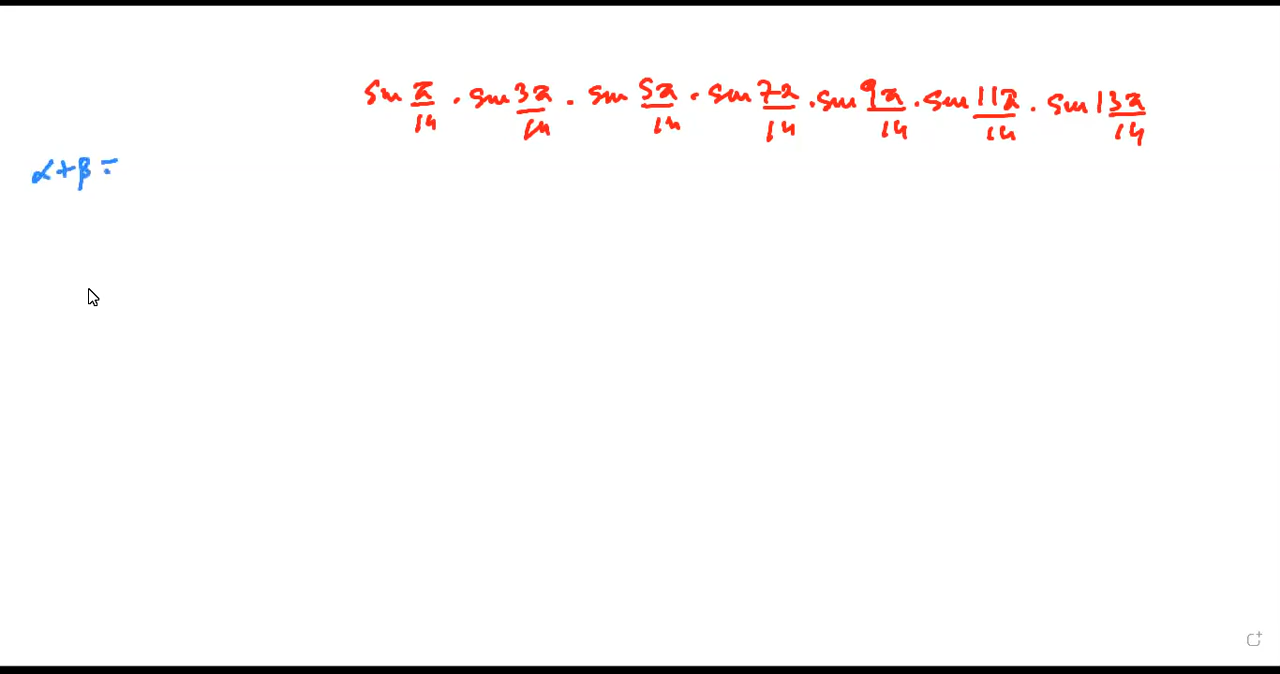 sin π/14 . sin 3π/14 . sin 5π/14 . sin 7π/14 . sin 9π/14 . sin 11π/14 . sin 13π/14
α+β =